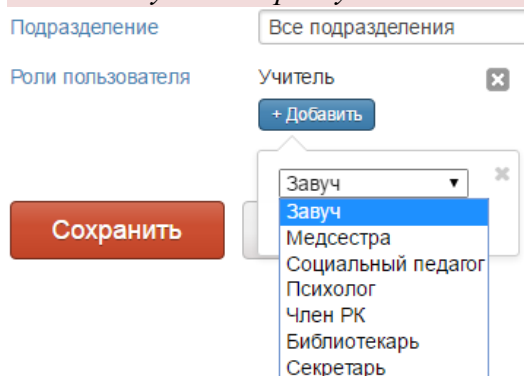 Подразделение
Все подразделения
Роли пользователя
Учитель
+ Добавить
Завуч
Завуч
Сохранить
Медсестра
Социальный педагог
Психолог
Член РК
Библиотекарь
Секретарь